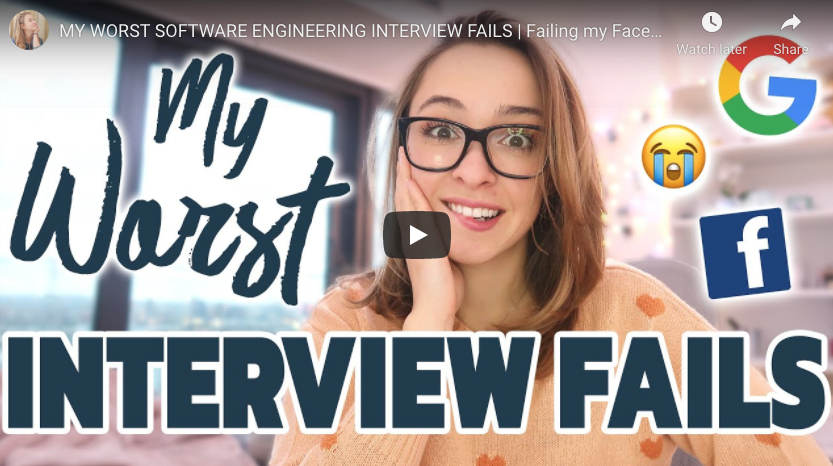 MY WORST SOFTWARE ENGINEERING INTERVIEW FAILS | Failing my Face...
Watch later
Share
My
Worst
G
f
INTERVIEW FAILS